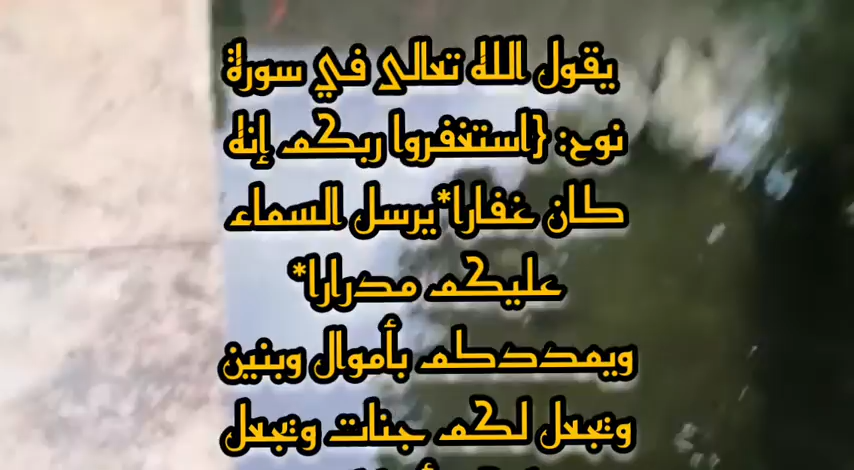 يقول الله تعالى في سورة
نوح: {استغفروا ربكم إنه
كان غفارا*يرسل السماء
عليكم مدرارا*
ويمددكم بأموال وبنين
ويجعل لكم جنات ويجعل